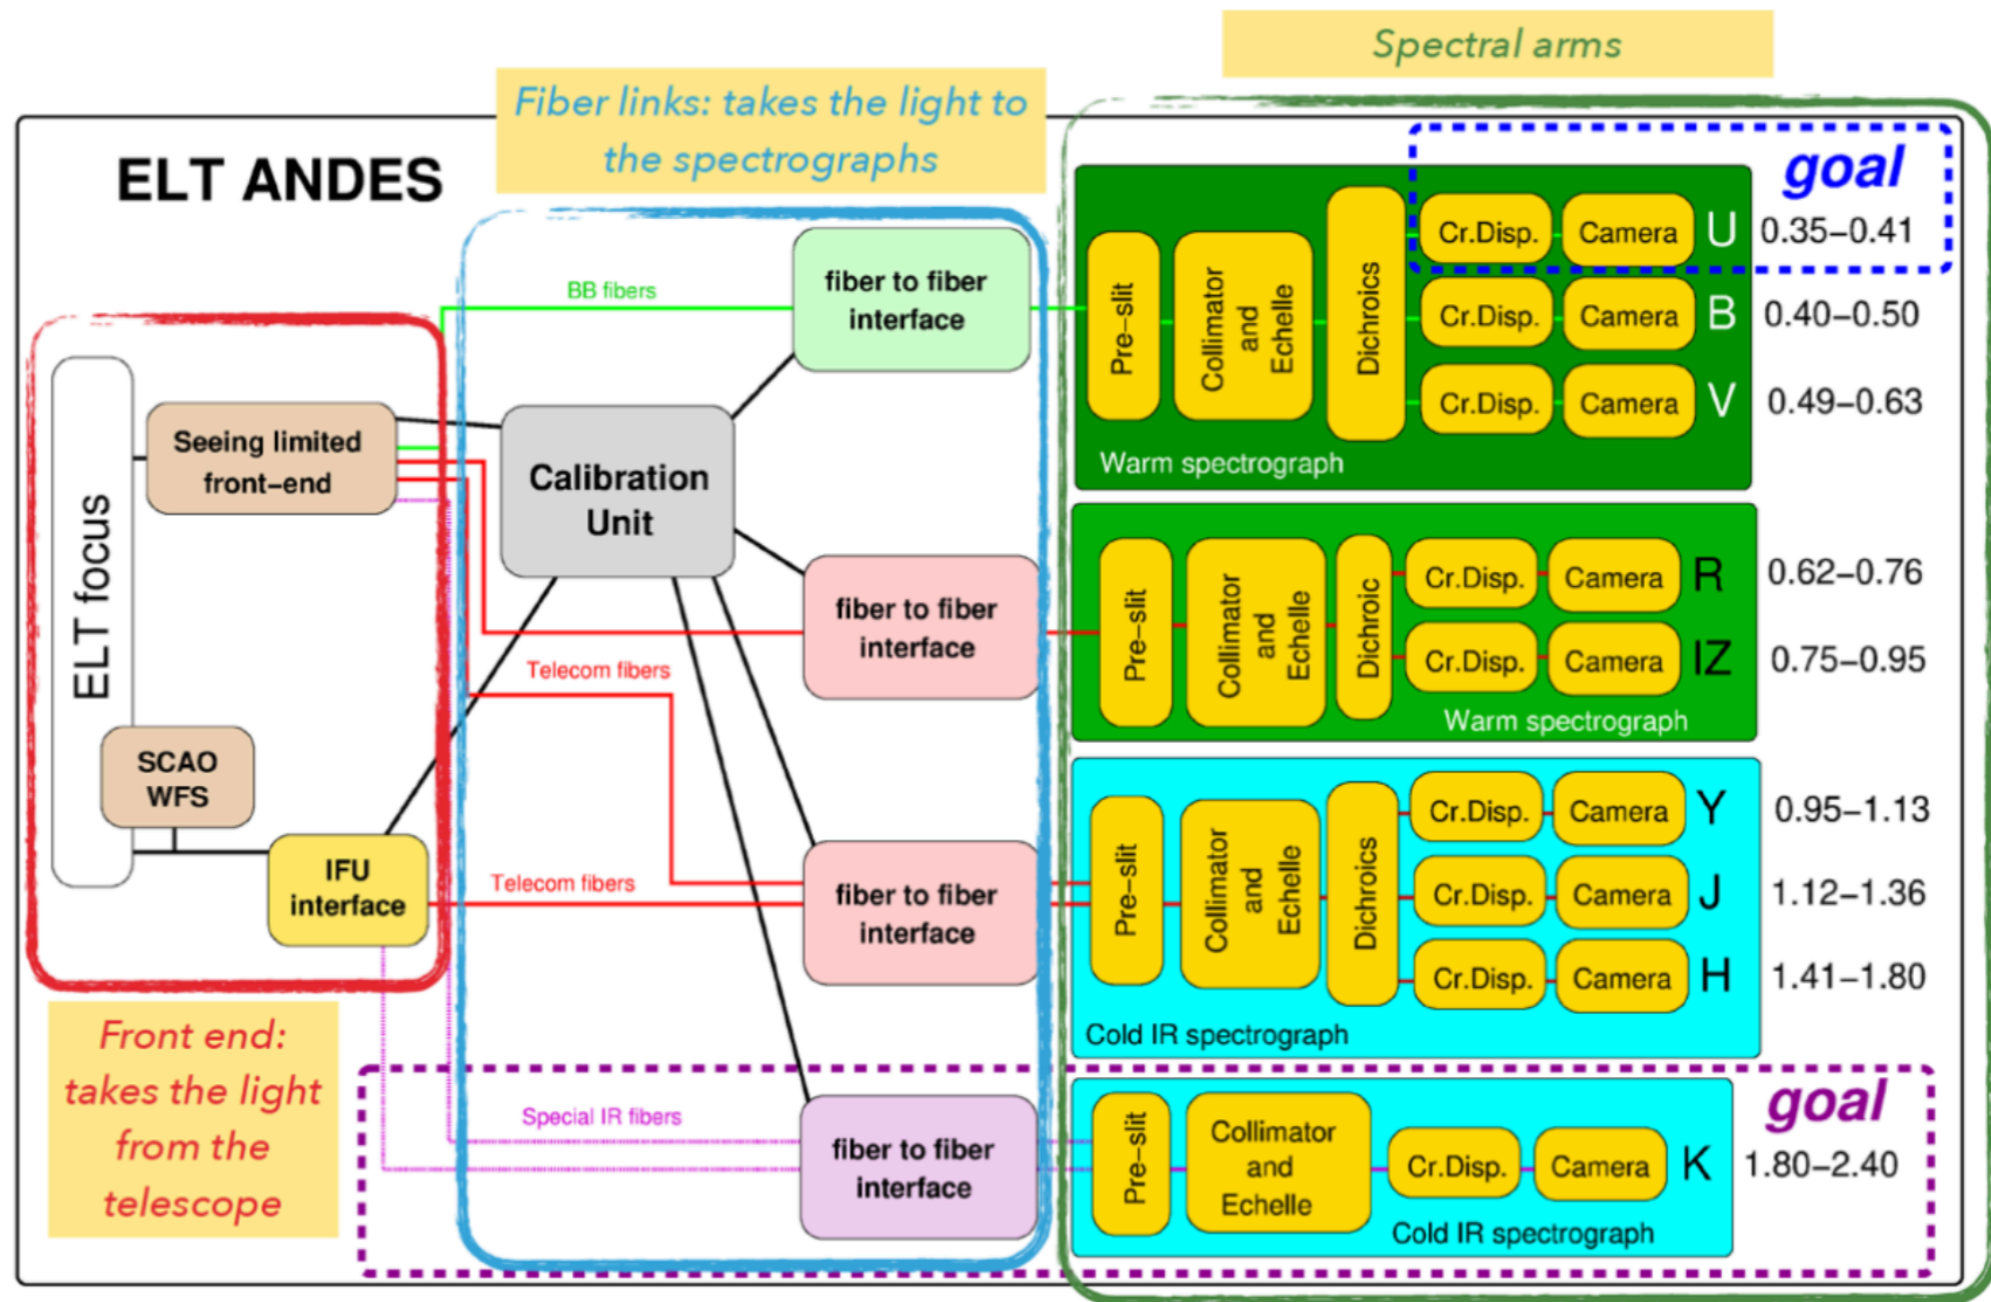 Spectral arms
Fiber links: takes the light to
the spectrographs
ELT ANDES
goal
BB fibers
fiber to fiber
interface
Pre–slit
Collimator
and
Echelle
Dichroics
Cr.Disp.
Camera
U
0.35–0.41
Cr.Disp.
Camera
B
0.40–0.50
Cr.Disp.
Camera
V
0.49–0.63
Warm spectrograph
ELT focus
Seeing limited
front–end
Calibration
Unit
fiber to fiber
interface
Pre–slit
Collimator
and
Echelle
Dichroic
Cr.Disp.
Camera
R
0.62–0.76
Cr.Disp.
Camera
IZ
0.75–0.95
Warm spectrograph
Telecom fibers
SCAO
WFS
IFU
interface
Telecom fibers
fiber to fiber
interface
Pre–slit
Collimator
and
Echelle
Dichroics
Cr.Disp.
Camera
Y
0.95–1.13
Cr.Disp.
Camera
J
1.12–1.36
Cr.Disp.
Camera
H
1.41–1.80
Cold IR spectrograph
Front end:
takes the light
from the
telescope
Special IR fibers
fiber to fiber
interface
Pre–slit
Collimator
and
Echelle
Cr.Disp.
Camera
K
goal
1.80–2.40
Cold IR spectrograph